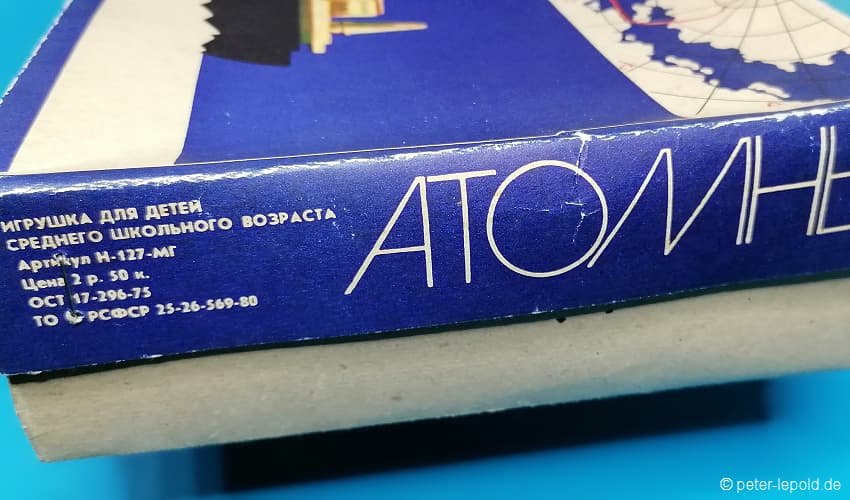 ИГРУШКА ДЛЯ ДЕТЕЙ
СРЕДНЕГО ШКОЛЬНОГО ВОЗРАСТА
Артикул Н-127-МГ
Цена 2 р. 50 к.
ОСТ 17-296-75
ТО РСФСР 25-26-569-80
АТОМНЫ
© peter-lepold.de